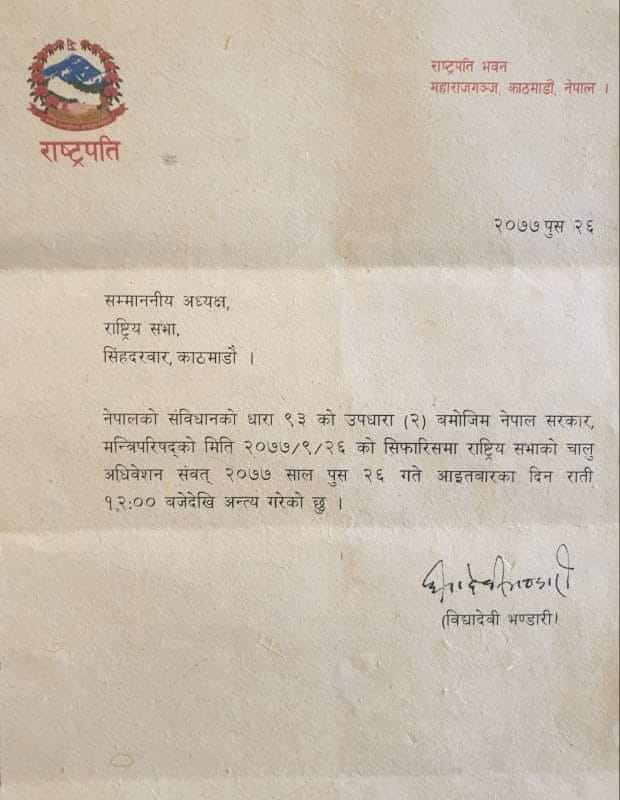 राष्ट्रपति
राष्ट्रपति भवन
महाराजगञ्ज, काठमाडौं, नेपाल ।
२०७७ पुस २६
सम्माननीय अध्यक्ष,
राष्ट्रिय सभा,
सिंहदरवार, काठमाडौं ।
नेपालको संविधानको धारा ९३ को उपधारा (२) बमोजिम नेपाल सरकार,
मन्त्रिपरिषद्को मिति २०७७/९/२६ को सिफारिसमा राष्ट्रिय सभाको चालु
अधिवेशन संवत् २०७७ साल पुस २६ गते आइतबारका दिन राती
१२:०० बजेदेखि अन्त्य गरेको छु ।
(विद्यादेवी भण्डारी)